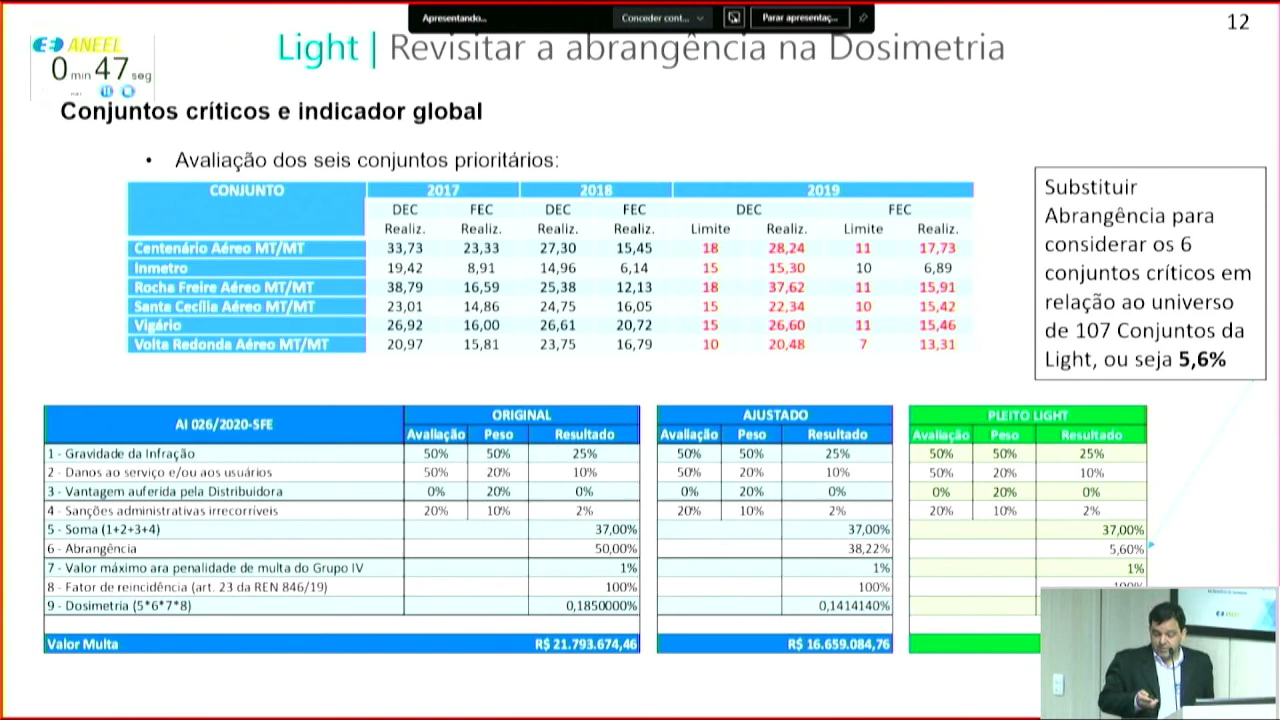 Apresentando...
Conceder cont...
Parar apresentaç...
12
ANEEL
0 min 47 seg
Light | Revisitar a abrangência na Dosimetria
Conjuntos críticos e indicador global
• Avaliação dos seis conjuntos prioritários:
CONJUNTO 2017 2018 2019
DEC FEC DEC FEC DEC FEC
Realiz. Realiz. Realiz. Realiz. Limite Realiz. Limite Realiz.
Centenário Aéreo MT/MT 33,73 23,33 27,30 15,45 18 28,24 11 17,73
Inmetro 19,42 8,91 14,96 6,14 15 15,30 10 6,89
Rocha Freire Aéreo MT/MT 38,79 16,59 25,38 12,13 18 37,62 11 15,91
Santa Cecília Aéreo MT/MT 23,01 14,86 24,75 16,05 15 22,34 10 15,42
Vigário 26,92 16,00 26,61 20,72 15 26,60 11 15,46
Volta Redonda Aéreo MT/MT 20,97 15,81 23,75 16,79 10 20,48 7 13,31
Substituir
Abrangência para
considerar os 6
conjuntos críticos em
relação ao universo
de 107 Conjuntos da
Light, ou seja 5,6%
AI 026/2020-SFE ORIGINAL AJUSTADO PLEITO LIGHT
Avaliação Peso Resultado Avaliação Peso Resultado Avaliação Peso Resultado
1 - Gravidade da Infração 50% 50% 25% 50% 50% 25% 50% 50% 25%
2 - Danos ao serviço e/ou aos usuários 50% 20% 10% 50% 20% 10% 50% 20% 10%
3 - Vantagem auferida pela Distribuidora 0% 20% 0% 0% 20% 0% 0% 20% 0%
4 - Sanções administrativas irrecorríveis 20% 10% 2% 20% 10% 2% 20% 10% 2%
5 - Soma (1+2+3+4) 37,00% 37,00% 37,00%
6 - Abrangência 50,00% 38,22% 5,60%
7 - Valor máximo ara penalidade de multa do Grupo IV 1% 1% 1%
8 - Fator de reincidência (art. 23 da REN 846/19) 100% 100% 100%
9 - Dosimetria (5*6*7*8) 0,1850000% 0,1414140%
Valor Multa R$ 21.793.674,46 R$ 16.659.084,76